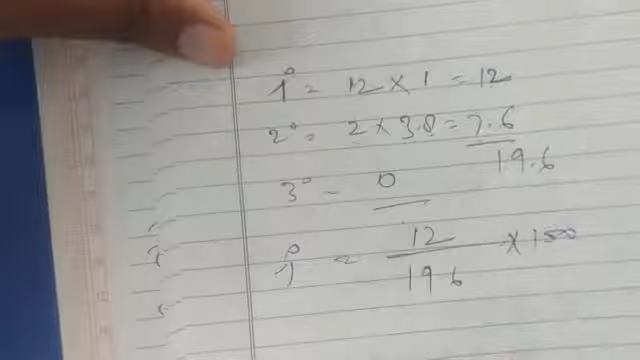 1° = 12 × 1 = 12
2° = 2 × 3.8 = 7.6
19.6
3° - 0
1° = 12 / 19.6 × 100